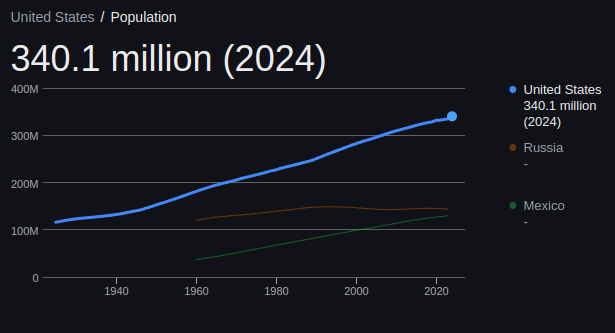 United States / Population
340.1 million (2024)
400M
300M
200M
100M
0
1940 1960 1980 2000 2020
United States
340.1 million
(2024)
Russia
-
Mexico
-